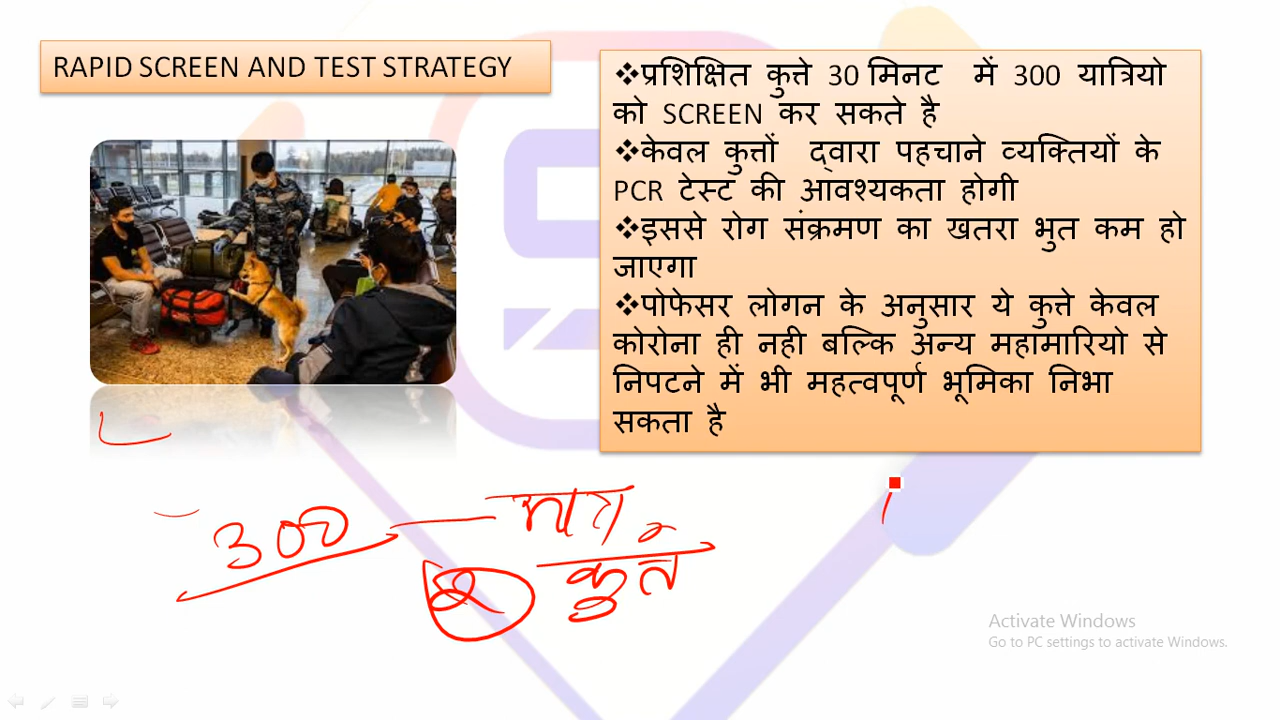 RAPID SCREEN AND TEST STRATEGY
❖प्रशिक्षित कुत्ते 30 मिनट में 300 यात्रियो
को SCREEN कर सकते है
❖केवल कुत्तों द्वारा पहचाने व्यक्तियों के
PCR टेस्ट की आवश्यकता होगी
❖इससे रोग संक्रमण का खतरा भुत कम हो
जाएगा
❖पोफेसर लोगन के अनुसार ये कुत्ते केवल
कोरोना ही नही बल्कि अन्य महामारियो से
निपटने में भी महत्वपूर्ण भूमिका निभा
सकता है
300
Activate Windows
Go to PC settings to activate Windows.